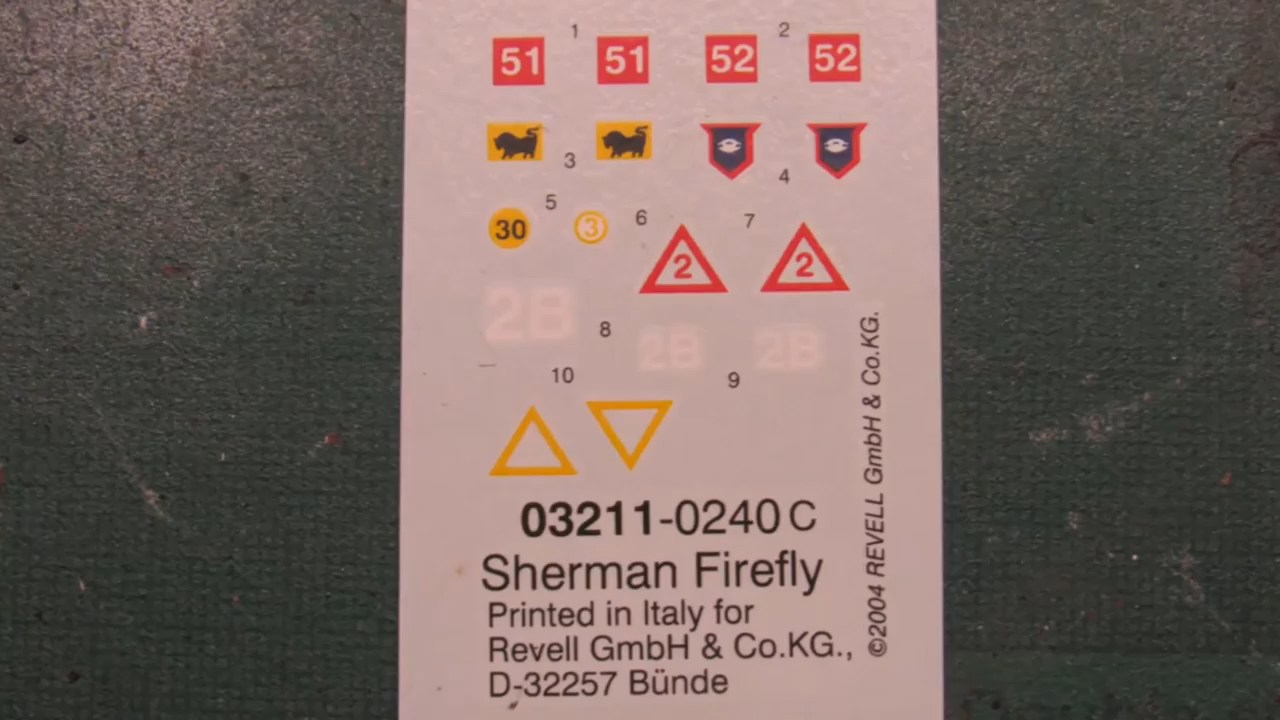 1 2
51 51 52 52
3 4
5 6 7
30 3 2 2
2B 8 2B 2B
10 9
03211-0240 C
Sherman Firefly
Printed in Italy for
Revell GmbH & Co.KG.,
D-32257 Bünde
©2004 REVELL GmbH & Co.KG.